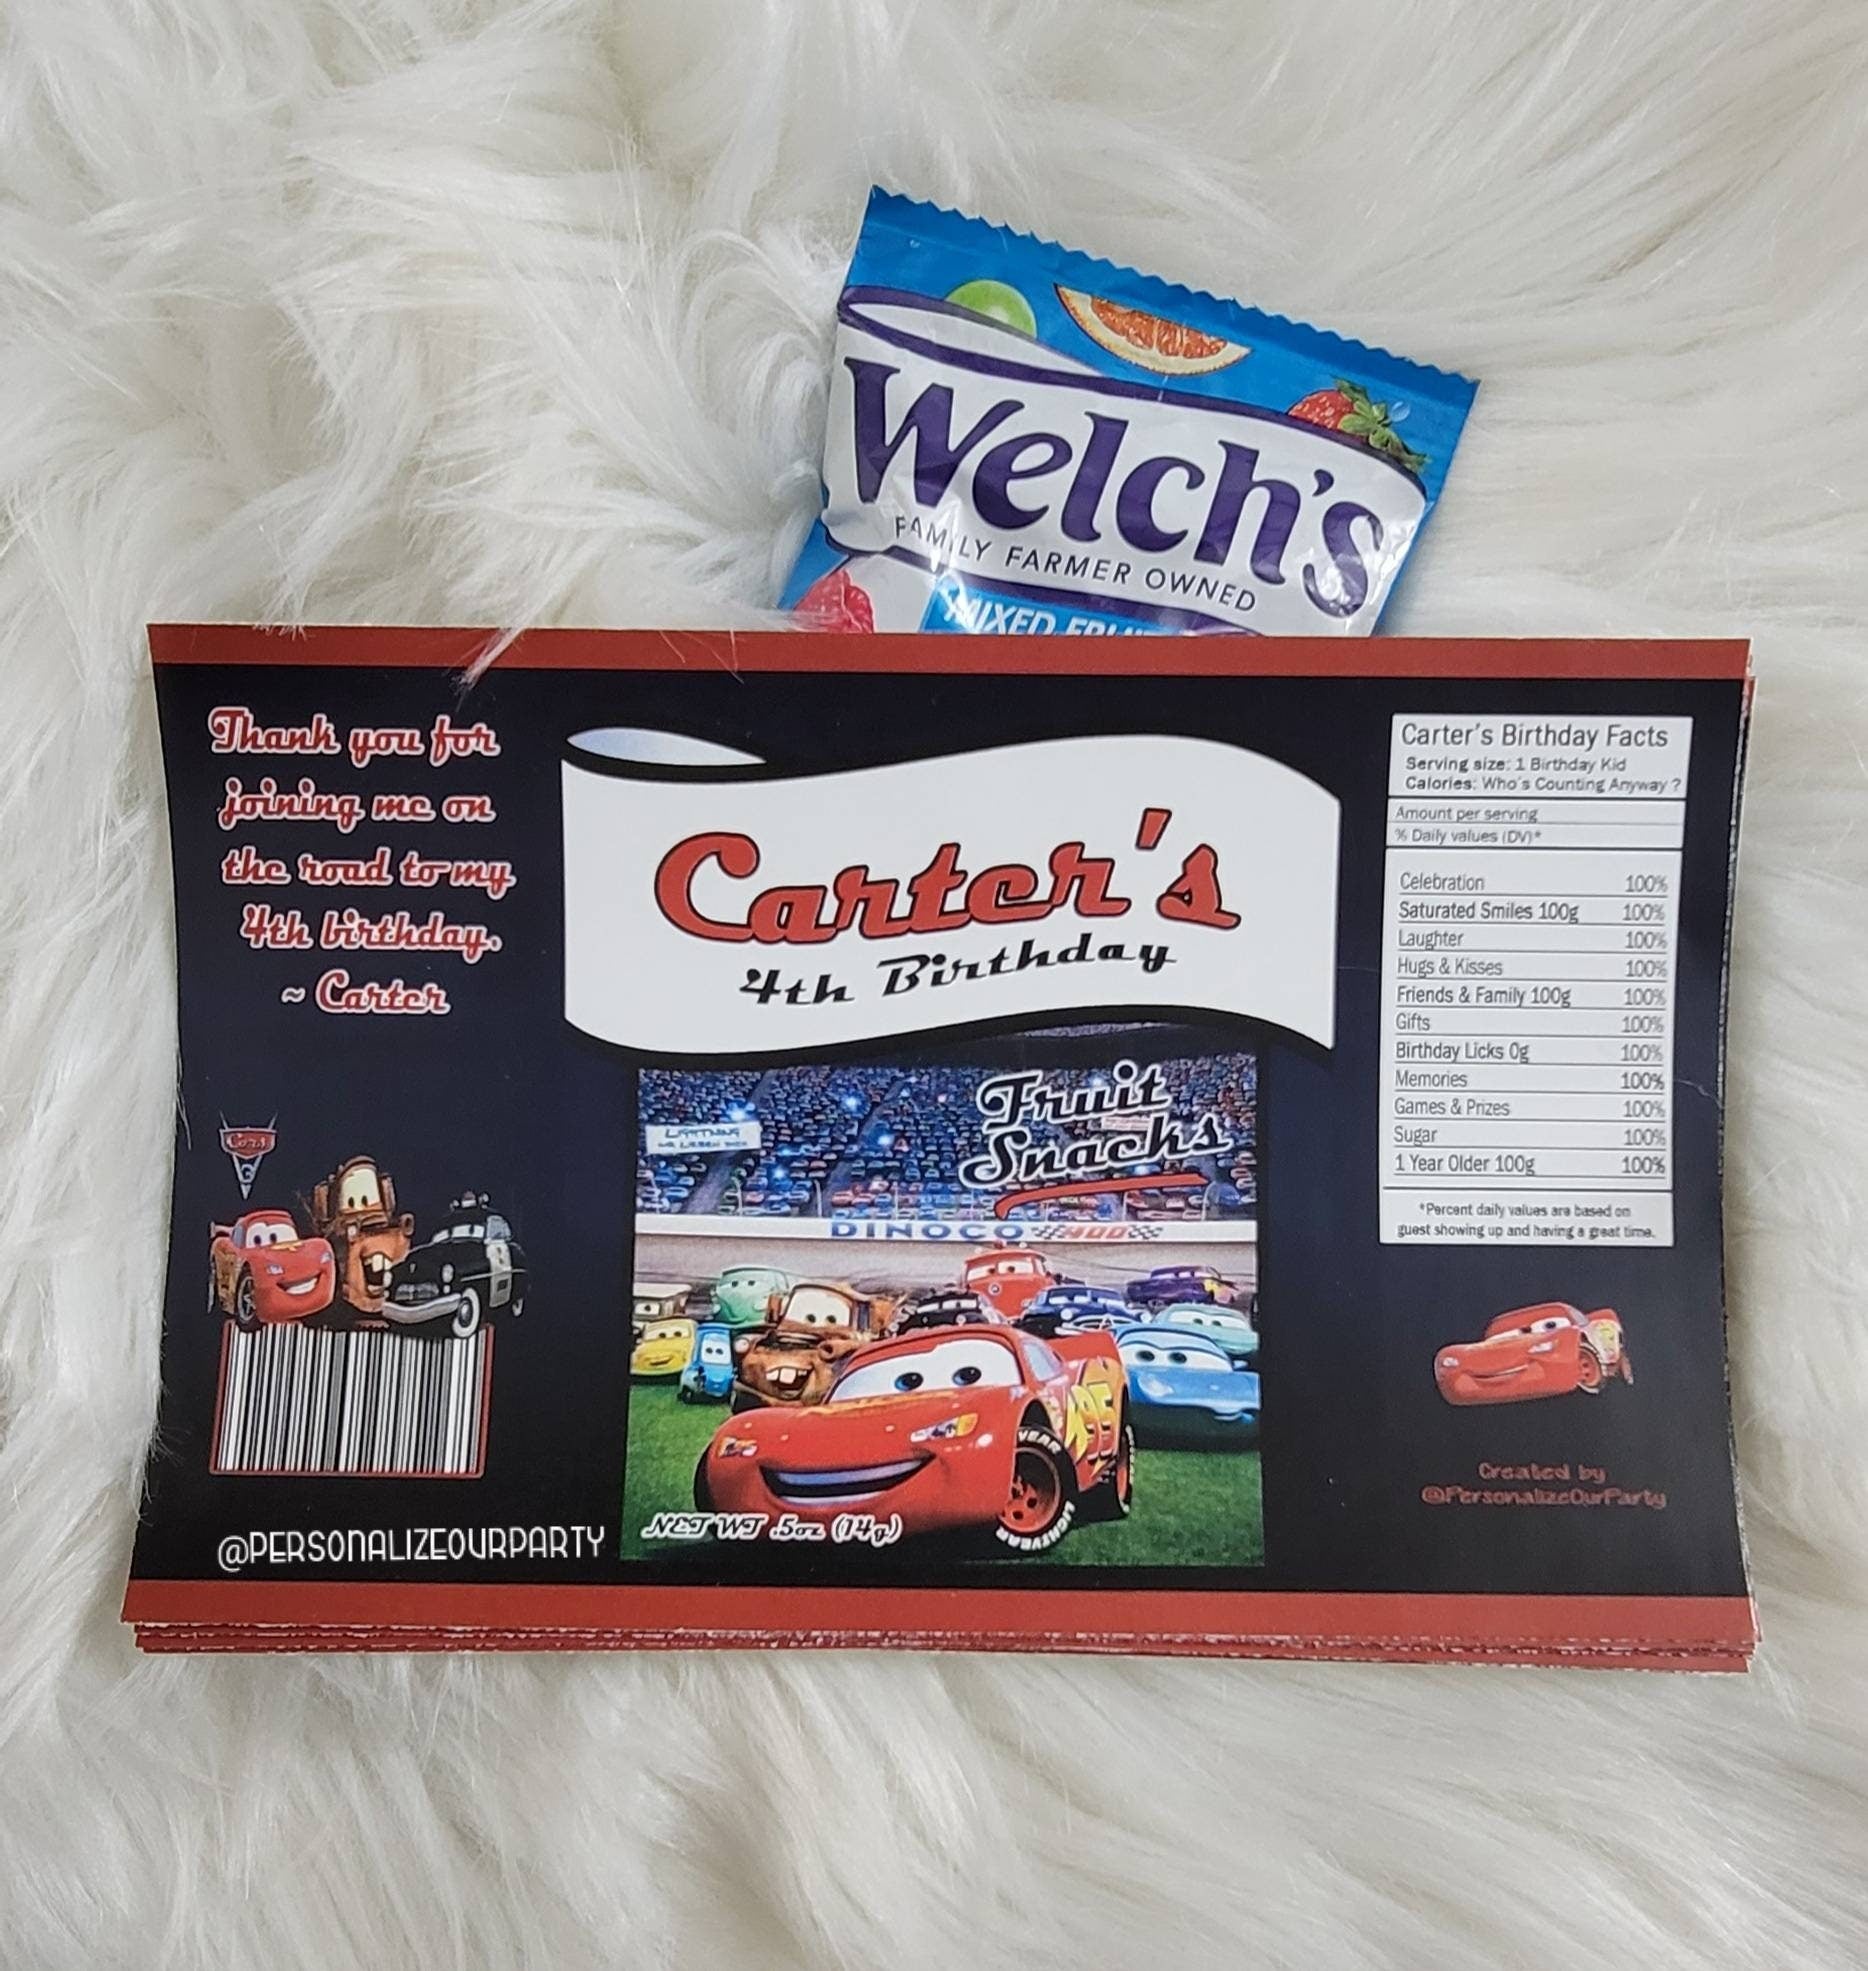 Welch's
FAMILY FARMER OWNED
MIXED FRUIT
Thank you for
joining me on
the road to my
4th birthday.
~ Carter
Cars
@PERSONALIZEOURPARTY
Carter's
4th Birthday
Fruit
Snacks
DINOCO 400
95
LIGHTYEAR
NET WT .5oz (14g)
Carter's Birthday Facts
Serving size: 1 Birthday Kid
Calories: Who's Counting Anyway ?
Amount per serving
% Daily values (DV)*
Celebration 100%
Saturated Smiles 100g 100%
Laughter 100%
Hugs & Kisses 100%
Friends & Family 100g 100%
Gifts 100%
Birthday Licks 0g 100%
Memories 100%
Games & Prizes 100%
Sugar 100%
1 Year Older 100g 100%
*Percent daily values are based on
guest showing up and having a great time.
Created by
@PersonalizeOurParty